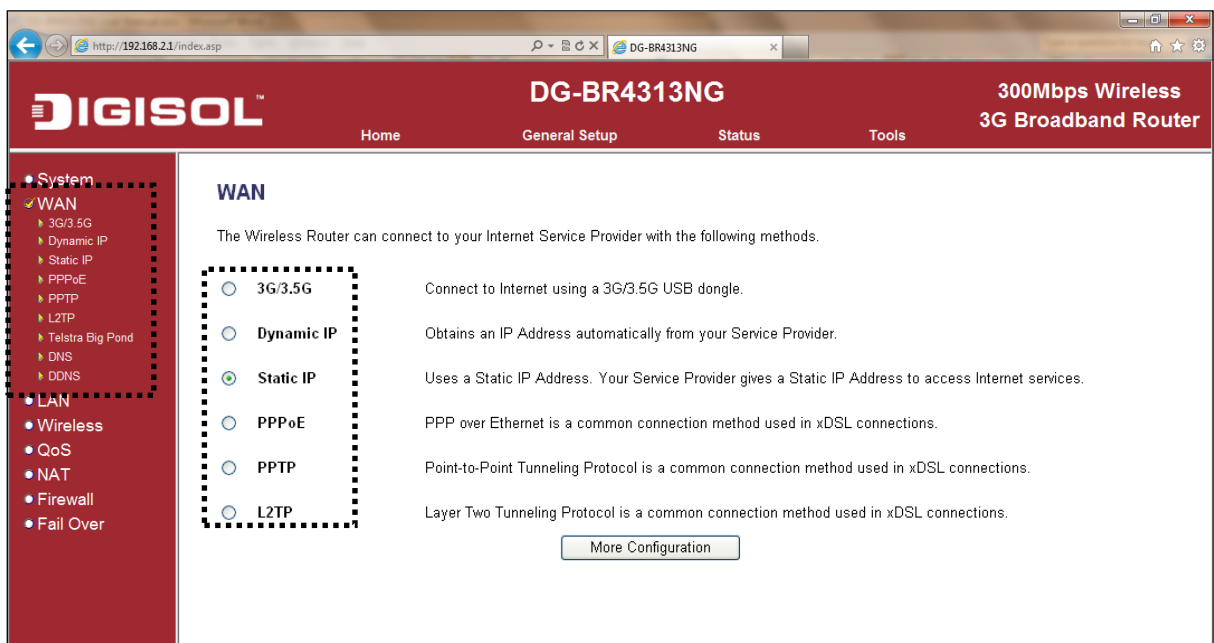 http://192.168.2.1/index.asp
DG-BR4313NG
DIGISOL™
DG-BR4313NG
300Mbps Wireless
3G Broadband Router
Home General Setup Status Tools
System
WAN
3G/3.5G
Dynamic IP
Static IP
PPPoE
PPTP
L2TP
Telstra Big Pond
DNS
DDNS
LAN
Wireless
QoS
NAT
Firewall
Fail Over
WAN
The Wireless Router can connect to your Internet Service Provider with the following methods.
3G/3.5G Connect to Internet using a 3G/3.5G USB dongle.
Dynamic IP Obtains an IP Address automatically from your Service Provider.
Static IP Uses a Static IP Address. Your Service Provider gives a Static IP Address to access Internet services.
PPPoE PPP over Ethernet is a common connection method used in xDSL connections.
PPTP Point-to-Point Tunneling Protocol is a common connection method used in xDSL connections.
L2TP Layer Two Tunneling Protocol is a common connection method used in xDSL connections.
More Configuration